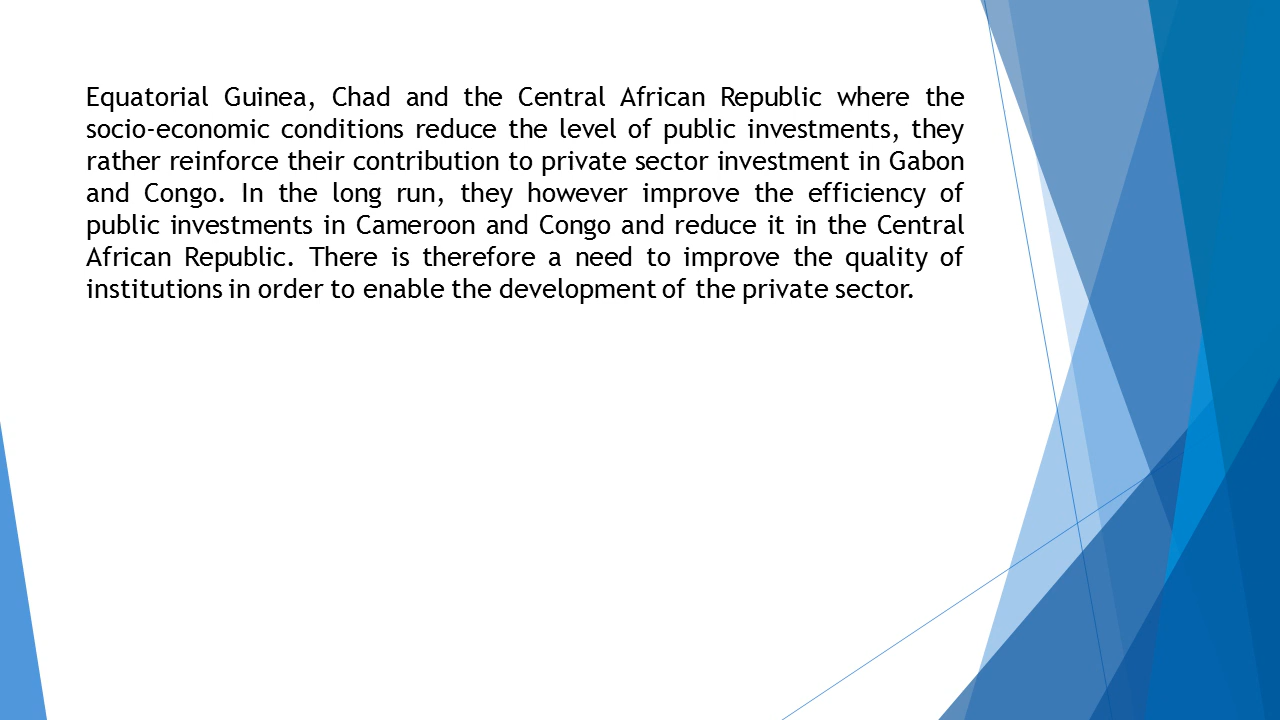 Equatorial Guinea, Chad and the Central African Republic where the
socio-economic conditions reduce the level of public investments, they
rather reinforce their contribution to private sector investment in Gabon
and Congo. In the long run, they however improve the efficiency of
public investments in Cameroon and Congo and reduce it in the Central
African Republic. There is therefore a need to improve the quality of
institutions in order to enable the development of the private sector.